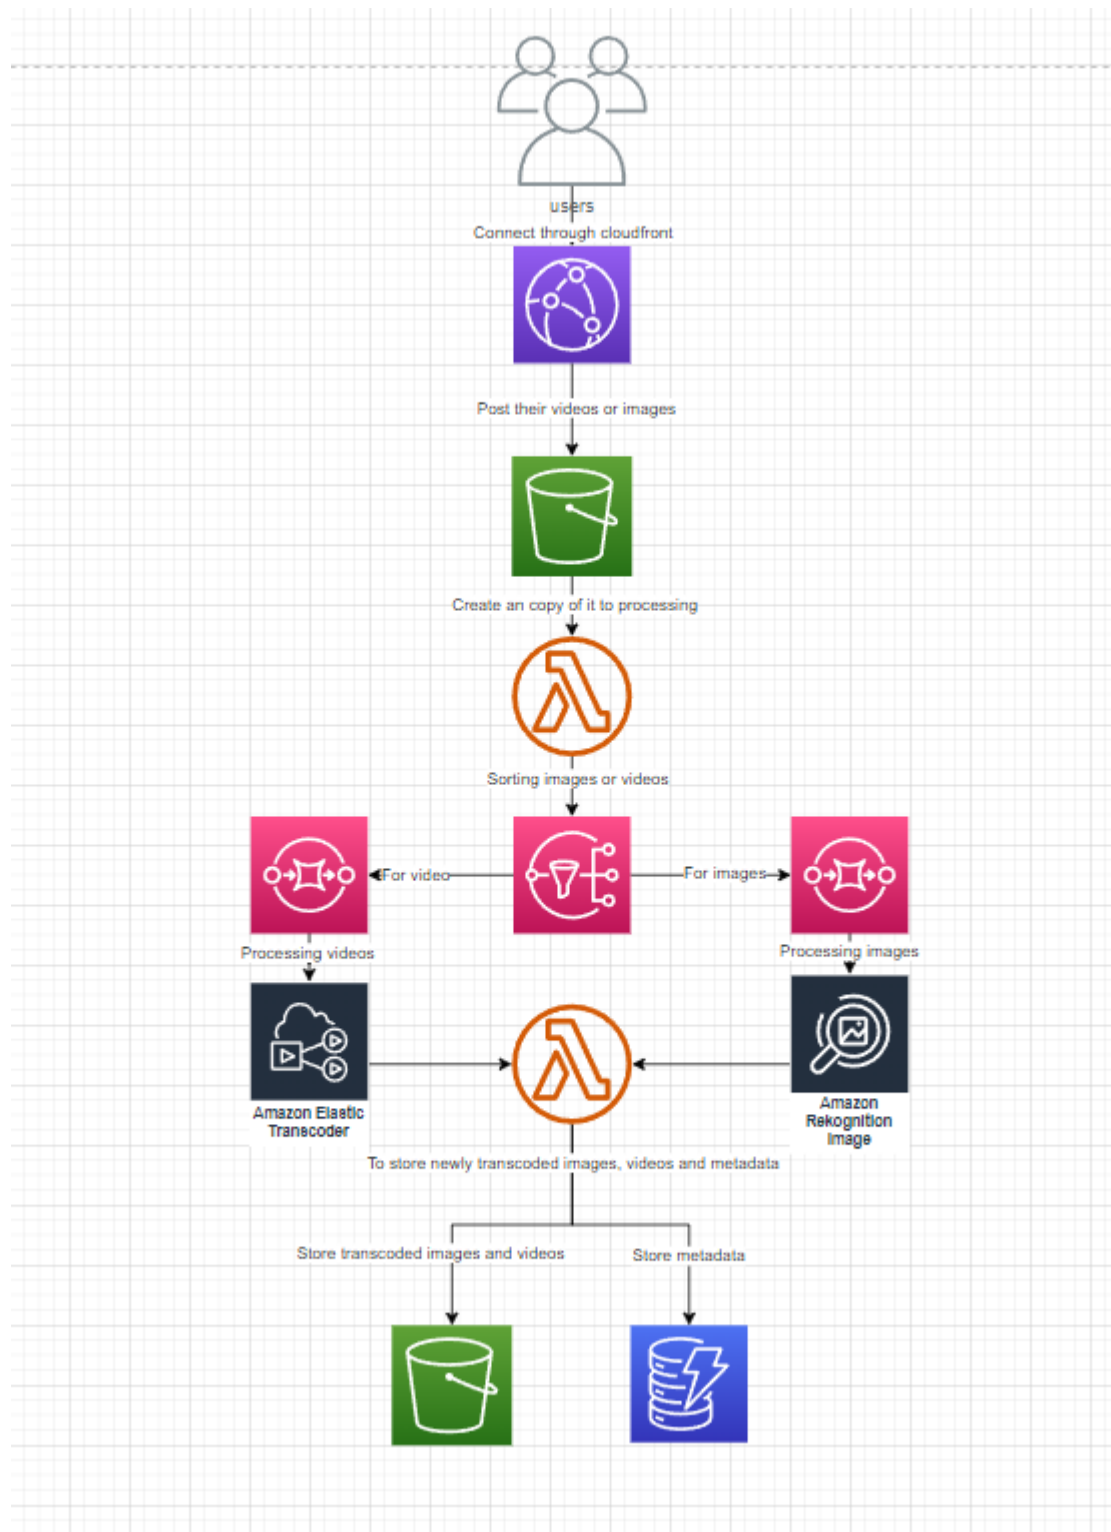 users
Connect through cloudfront
Post their videos or images
Create an copy of it to processing
Sorting images or videos
For video
For images
Processing videos
Processing images
Amazon Elastic
Transcoder
Amazon
Rekognition
Image
To store newly transcoded images, videos and metadata
Store transcoded images and videos
Store metadata